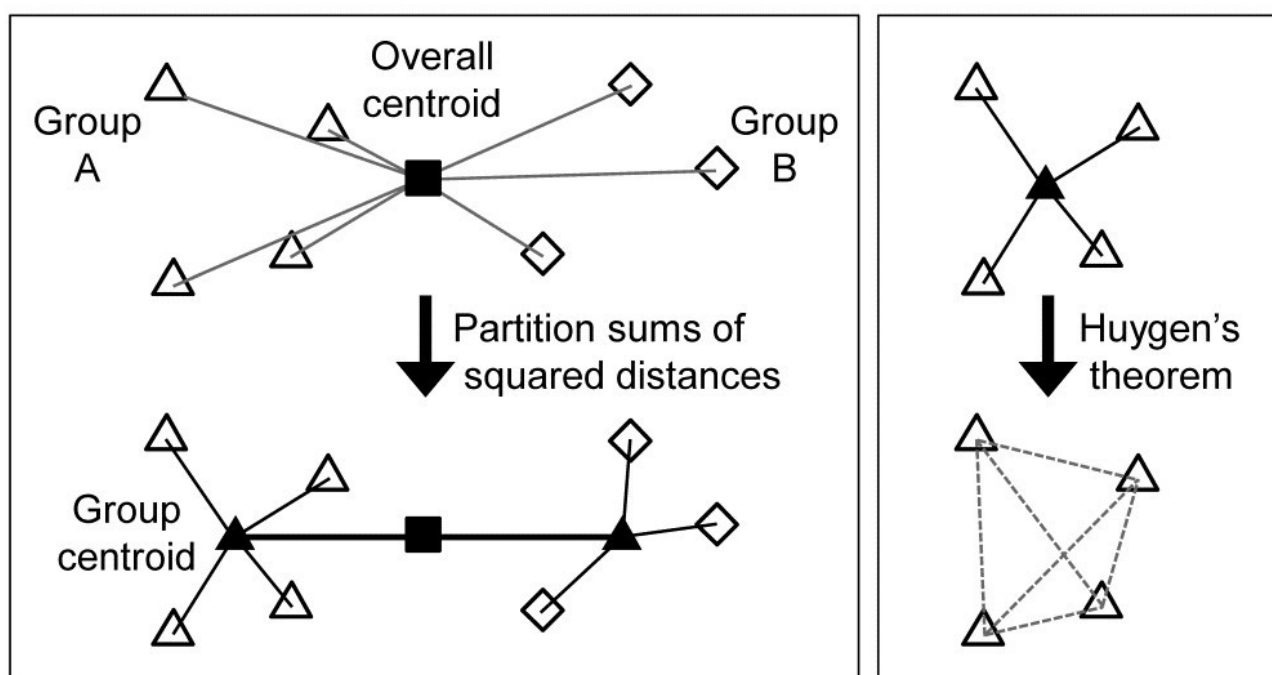 Overall
centroid
Group
A
Group
B
Partition sums of
squared distances
Group
centroid
Huygen's
theorem